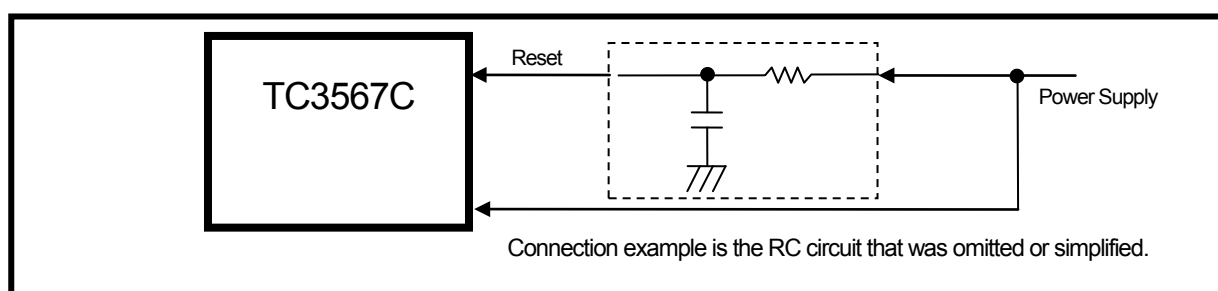 Reset
TC3567C
Power Supply
Connection example is the RC circuit that was omitted or simplified.